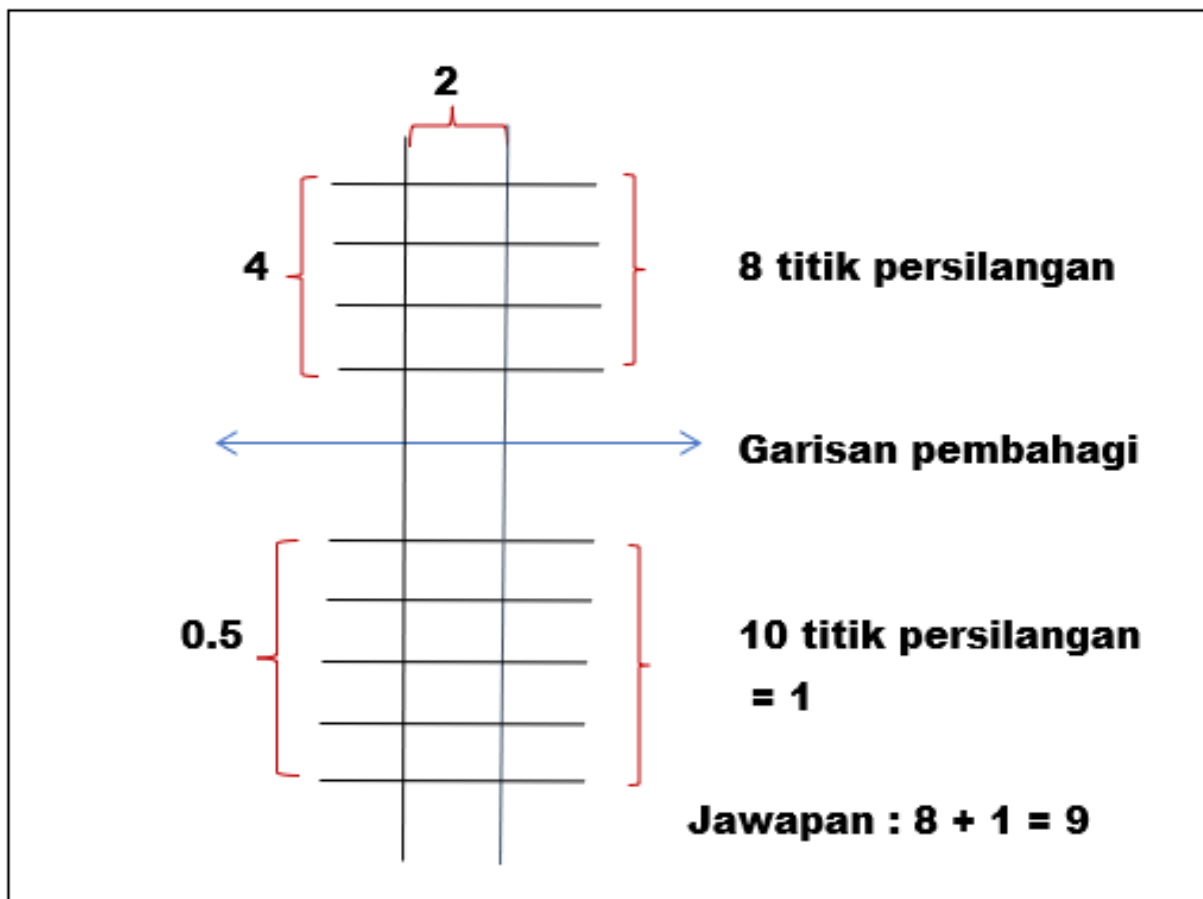 2
4
8 titik persilangan
Garisan pembahagi
0.5
10 titik persilangan
= 1
Jawapan : 8 + 1 = 9